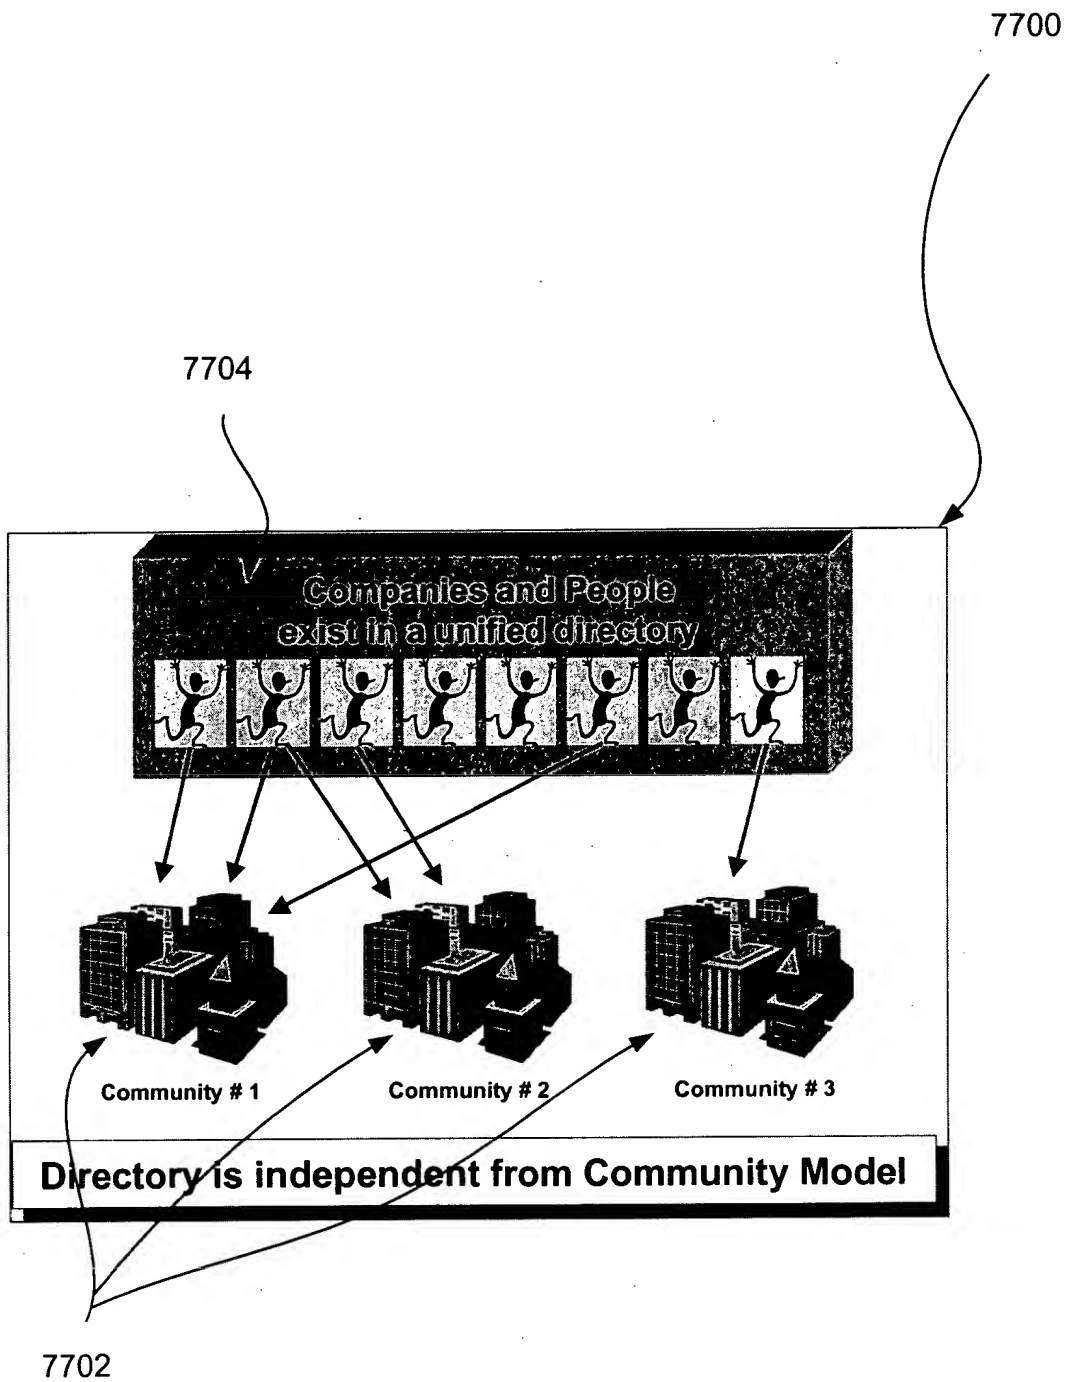 7700
7704
Companies and People
exist in a unified directory
Community # 1
Community # 2
Community # 3
Directory is independent from Community Model
7702